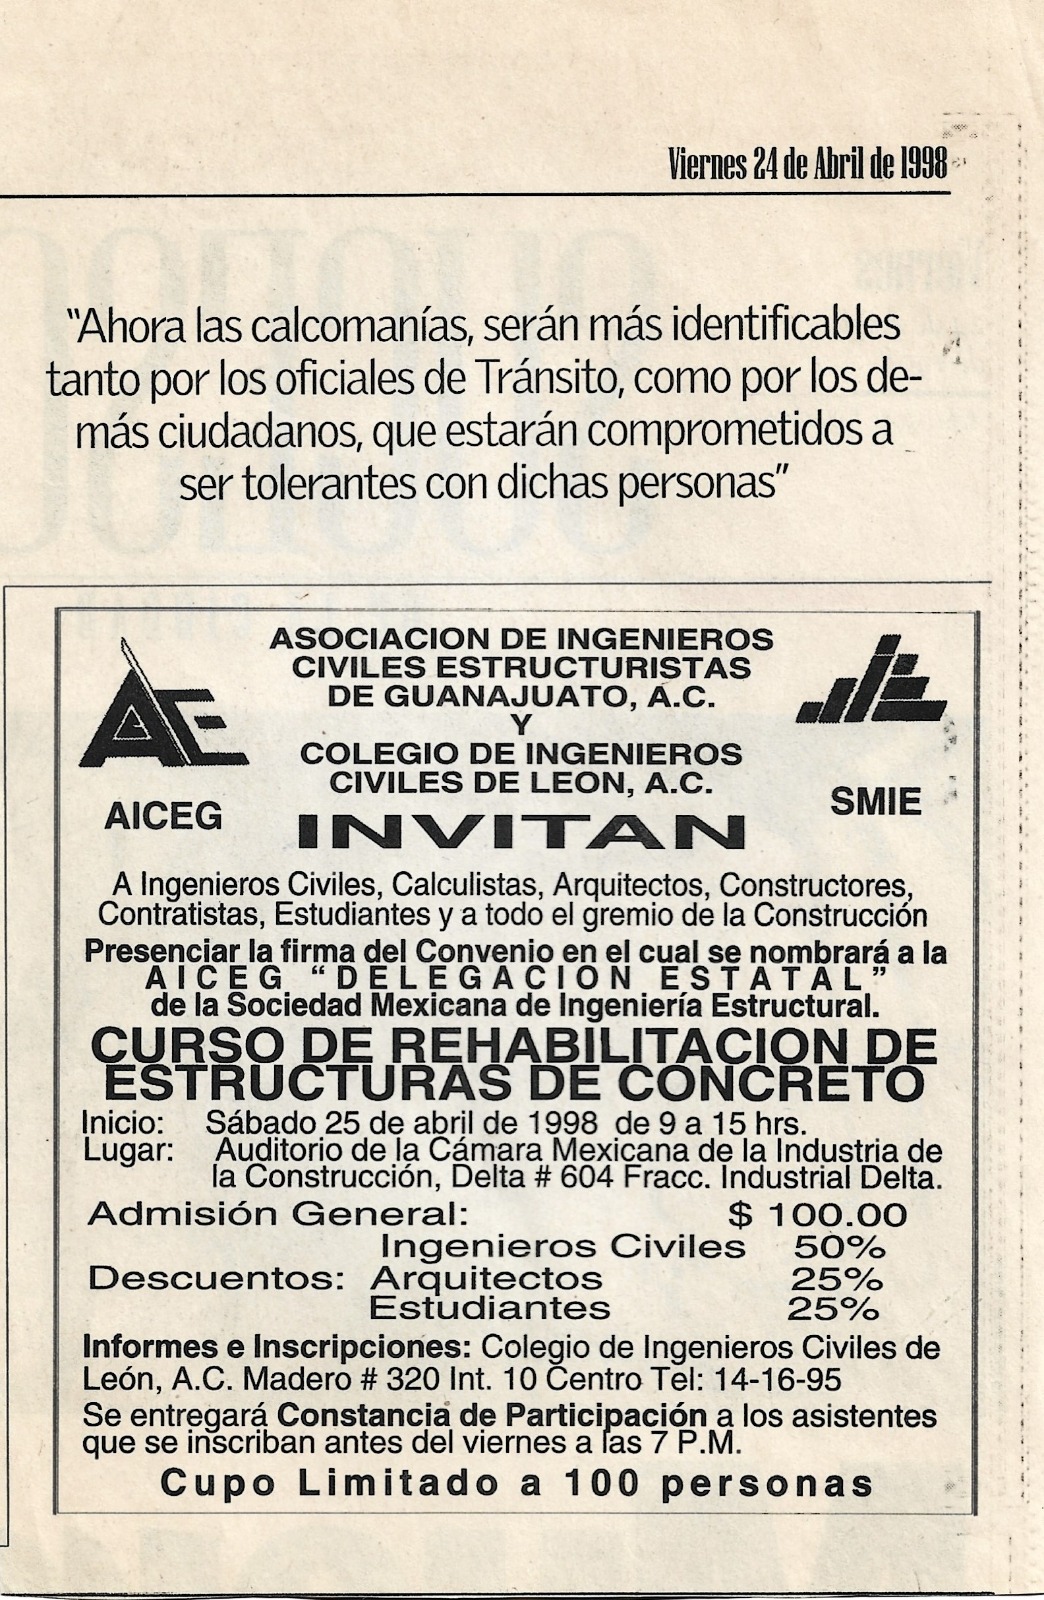 Viernes 24 de Abril de 1998
"Ahora las calcomanías, serán más identificables
tanto por los oficiales de Tránsito, como por los de-
más ciudadanos, que estarán comprometidos a
ser tolerantes con dichas personas"
ASOCIACION DE INGENIEROS
CIVILES ESTRUCTURISTAS
DE GUANAJUATO, A.C.
Y
COLEGIO DE INGENIEROS
CIVILES DE LEON, A.C.
AICEG
SMIE
INVITAN
A Ingenieros Civiles, Calculistas, Arquitectos, Constructores,
Contratistas, Estudiantes y a todo el gremio de la Construcción
Presenciar la firma del Convenio en el cual se nombrará a la
AICEG "DELEGACION ESTATAL"
de la Sociedad Mexicana de Ingeniería Estructural.
CURSO DE REHABILITACION DE
ESTRUCTURAS DE CONCRETO
Inicio: Sábado 25 de abril de 1998 de 9 a 15 hrs.
Lugar: Auditorio de la Cámara Mexicana de la Industria de
la Construcción, Delta # 604 Fracc. Industrial Delta.
Admisión General: $ 100.00
Ingenieros Civiles 50%
Descuentos: Arquitectos 25%
Estudiantes 25%
Informes e Inscripciones: Colegio de Ingenieros Civiles de
León, A.C. Madero # 320 Int. 10 Centro Tel: 14-16-95
Se entregará Constancia de Participación a los asistentes
que se inscriban antes del viernes a las 7 P.M.
Cupo Limitado a 100 personas